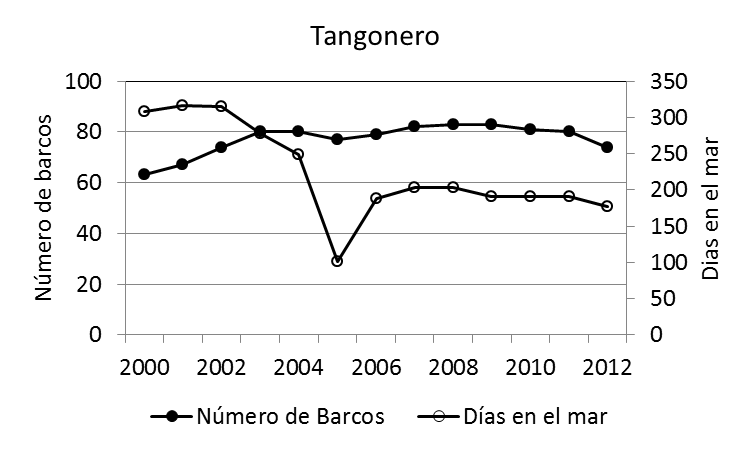 Tangonero
Número de barcos
100
80
60
40
20
0
350
300
250
200
150
100
50
0
Días en el mar
2000 2002 2004 2006 2008 2010 2012
Número de Barcos Días en el mar